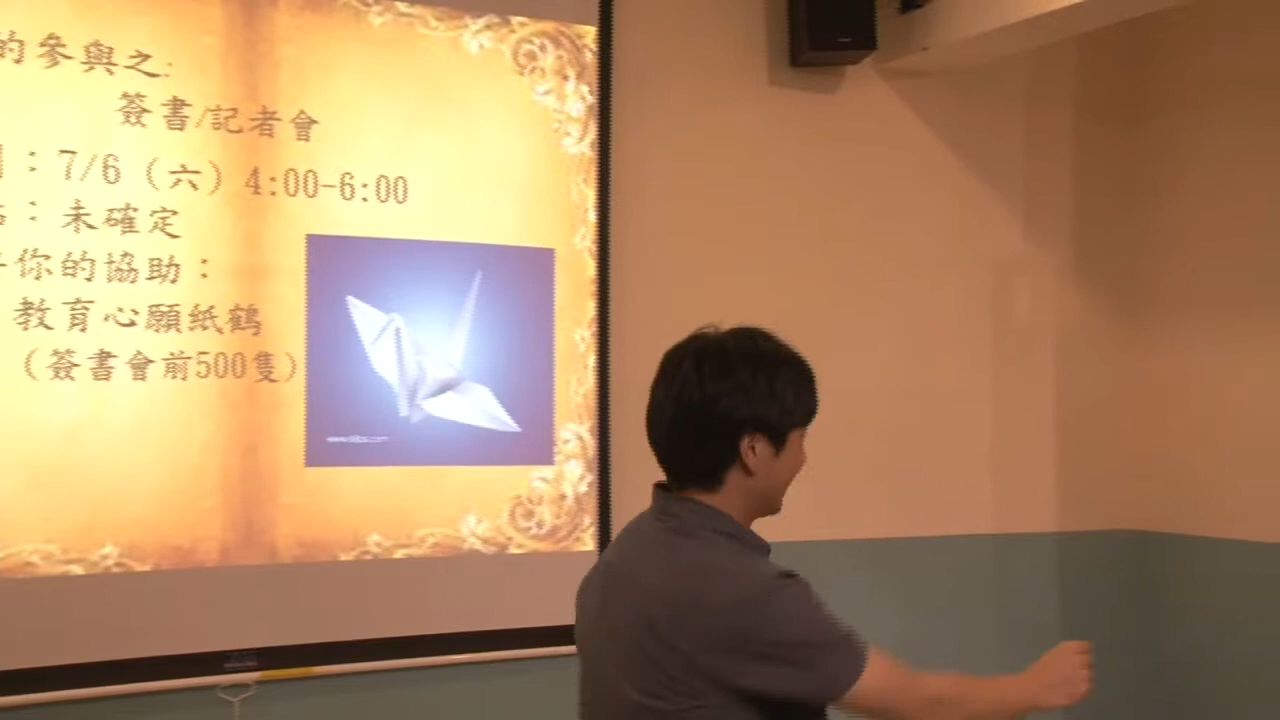 的參與之:
簽書/記者會
：7/6（六）4:00-6:00
：未確定
你的協助：
教育心願紙鶴
（簽書會前500隻）